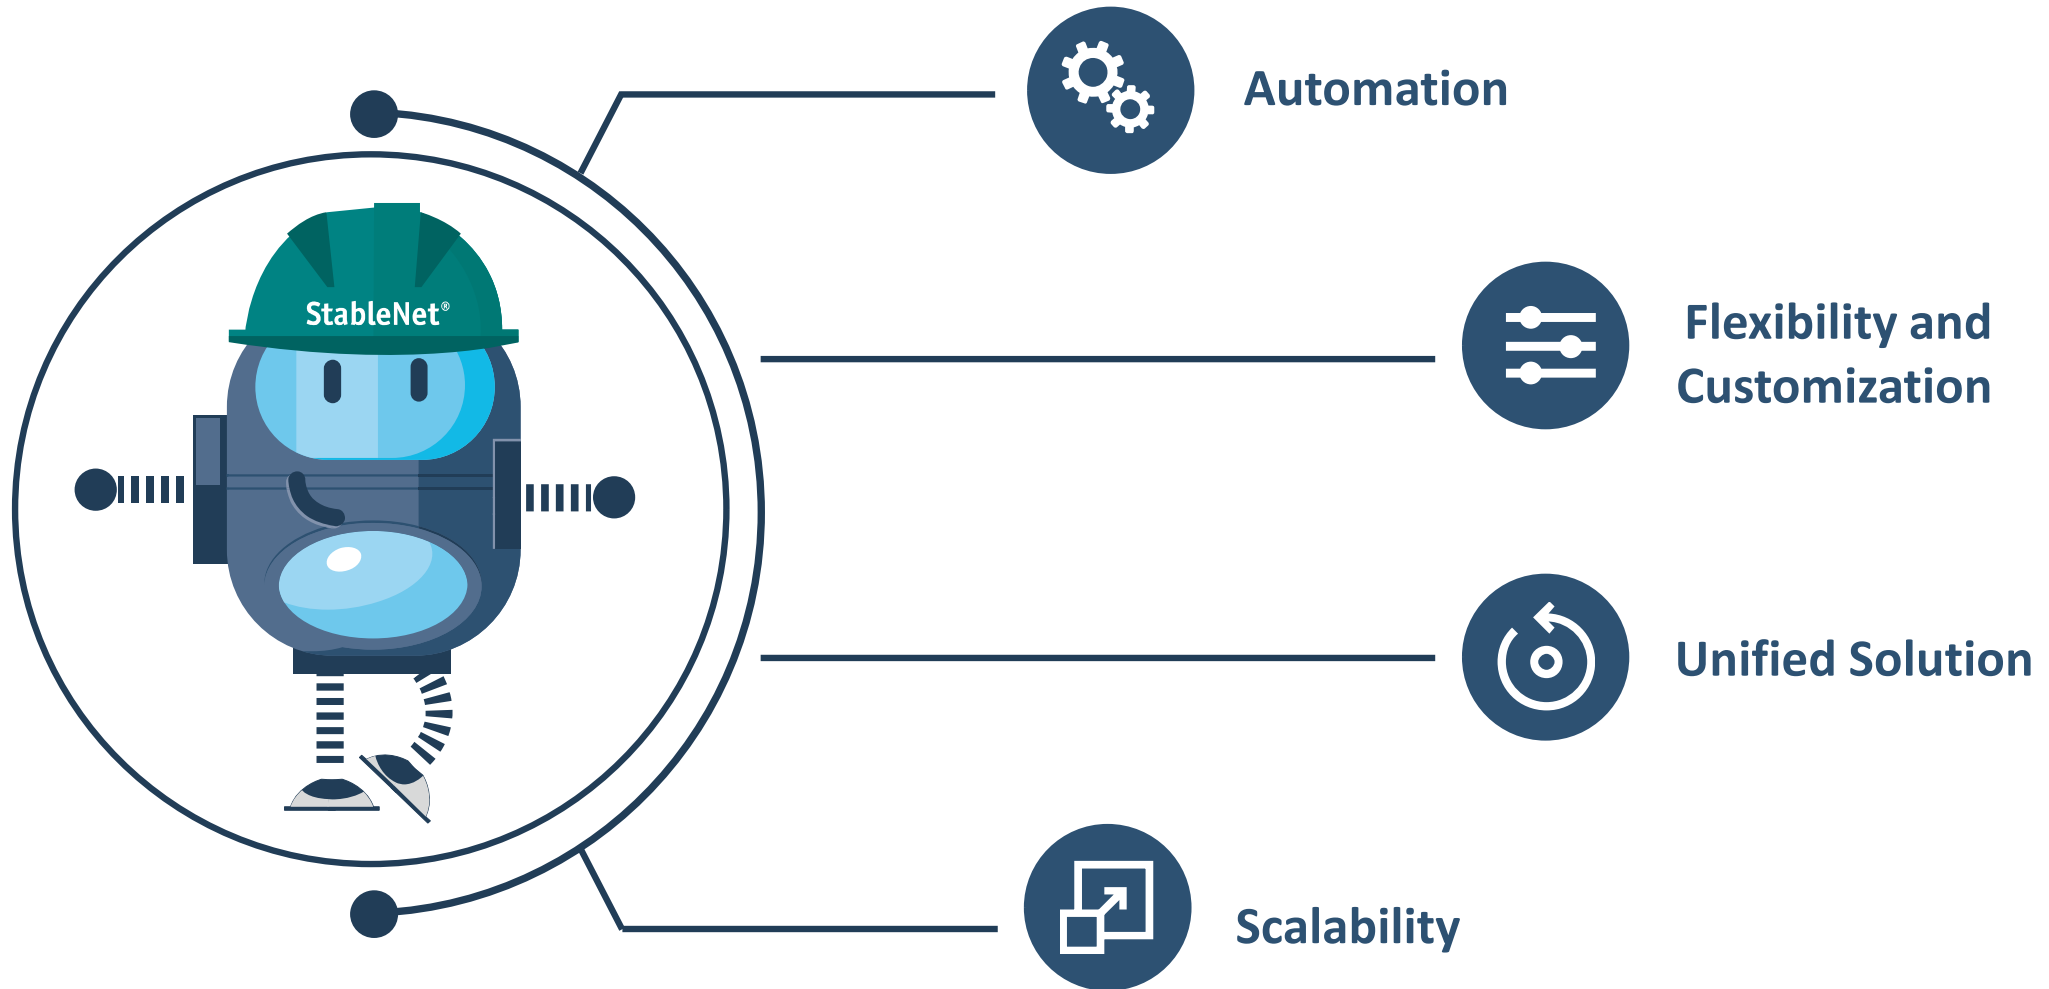 Automation
StableNet®
Flexibility and
Customization
Unified Solution
Scalability